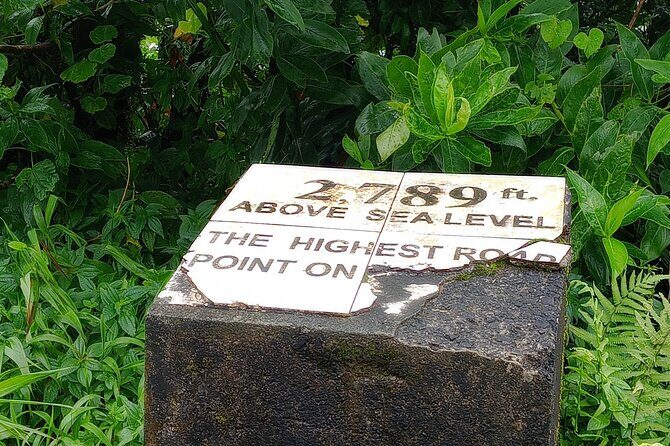 2,789 ft.
ABOVE SEA LEVEL
THE HIGHEST ROAD
POINT ON